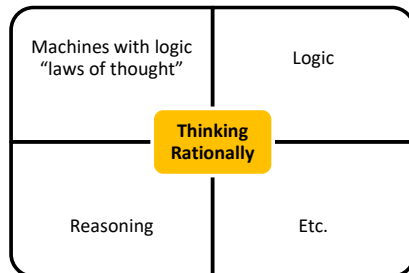 Machines with logic
“laws of thought”
Logic
Thinking
Rationally
Reasoning
Etc.